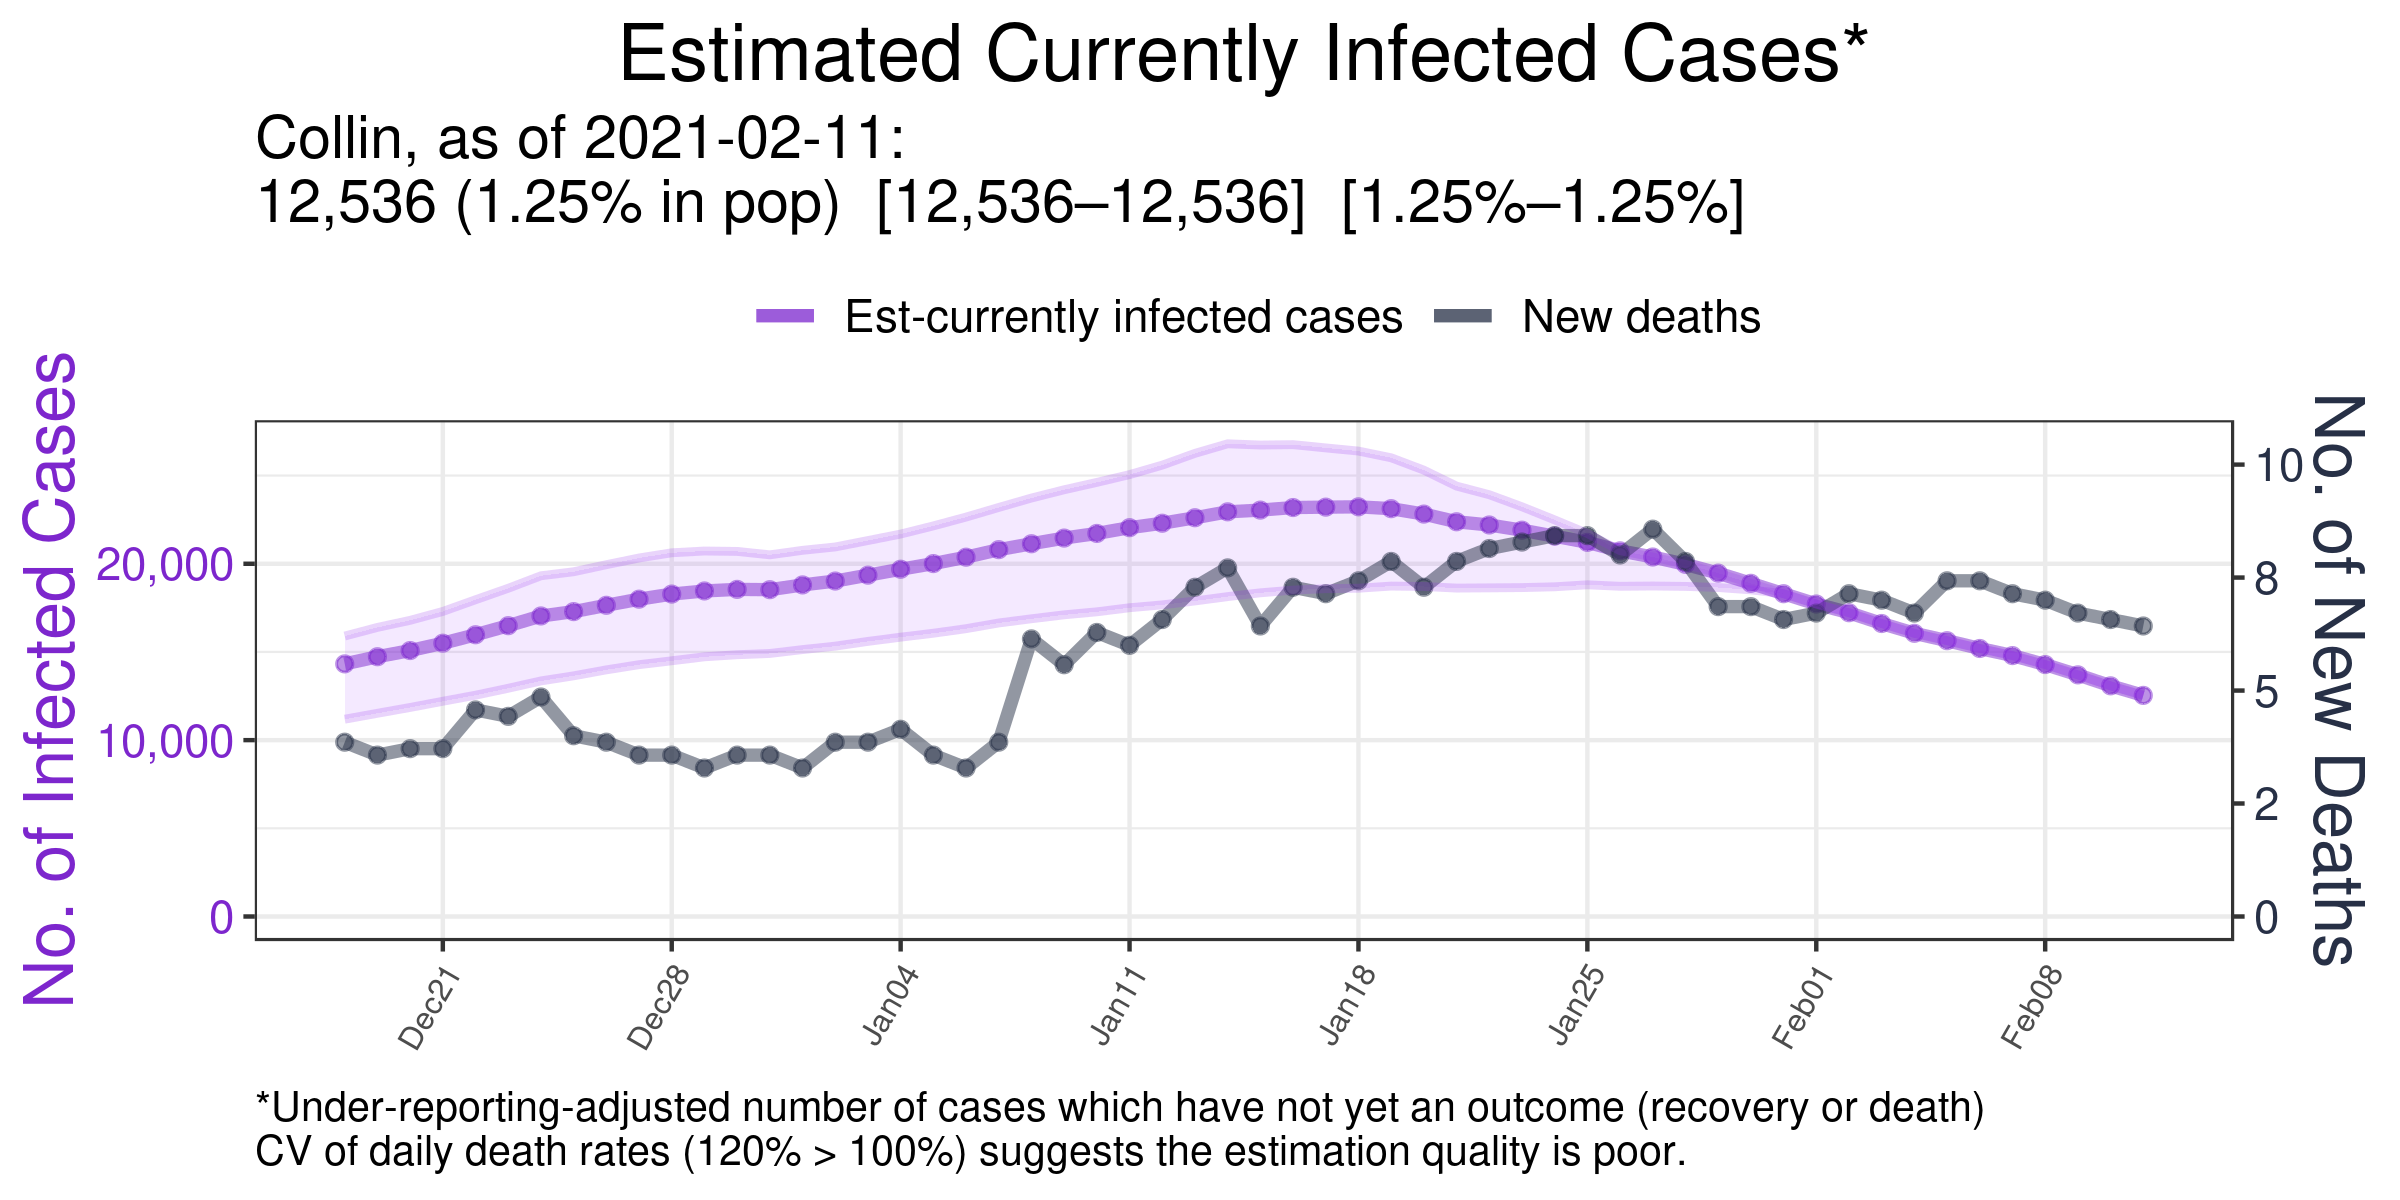 Estimated Currently Infected Cases*
Collin, as of 2021-02-11:
12,536 (1.25% in pop)  [12,536–12,536]  [1.25%–1.25%]
Est-currently infected cases
New deaths
No. of Infected Cases
20,000
10,000
0
No. of New Deaths
10
8
5
2
0
Dec21
Dec28
Jan04
Jan11
Jan18
Jan25
Feb01
Feb08
*Under-reporting-adjusted number of cases which have not yet an outcome (recovery or death)
CV of daily death rates (120% > 100%) suggests the estimation quality is poor.